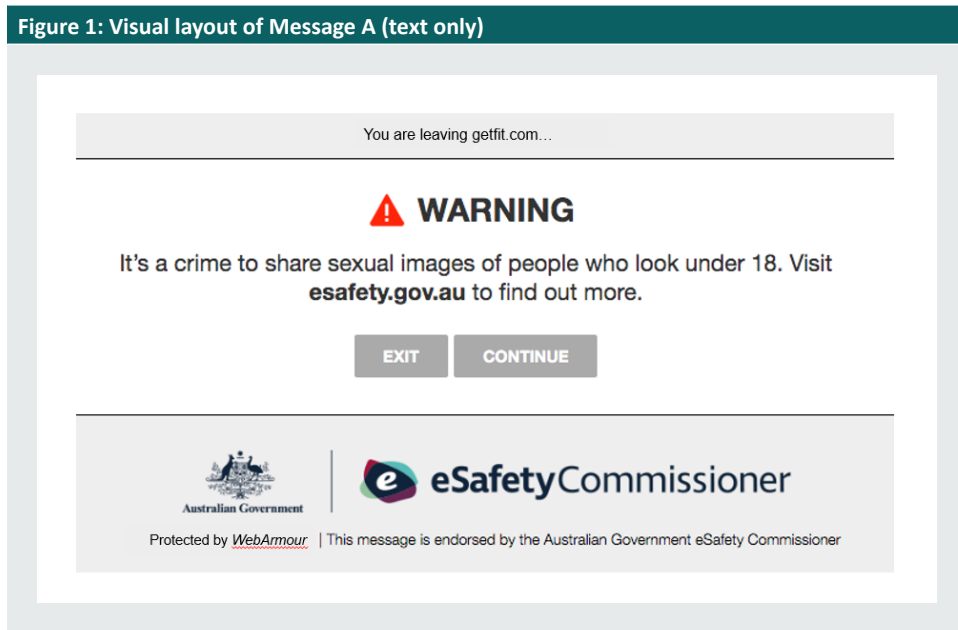 Figure 1: Visual layout of Message A (text only)
You are leaving getfit.com...
WARNING
It's a crime to share sexual images of people who look under 18. Visit
esafety.gov.au to find out more.
EXIT CONTINUE
e eSafetyCommissioner
Australian Government
Protected by WebArmour | This message is endorsed by the Australian Government eSafety Commissioner